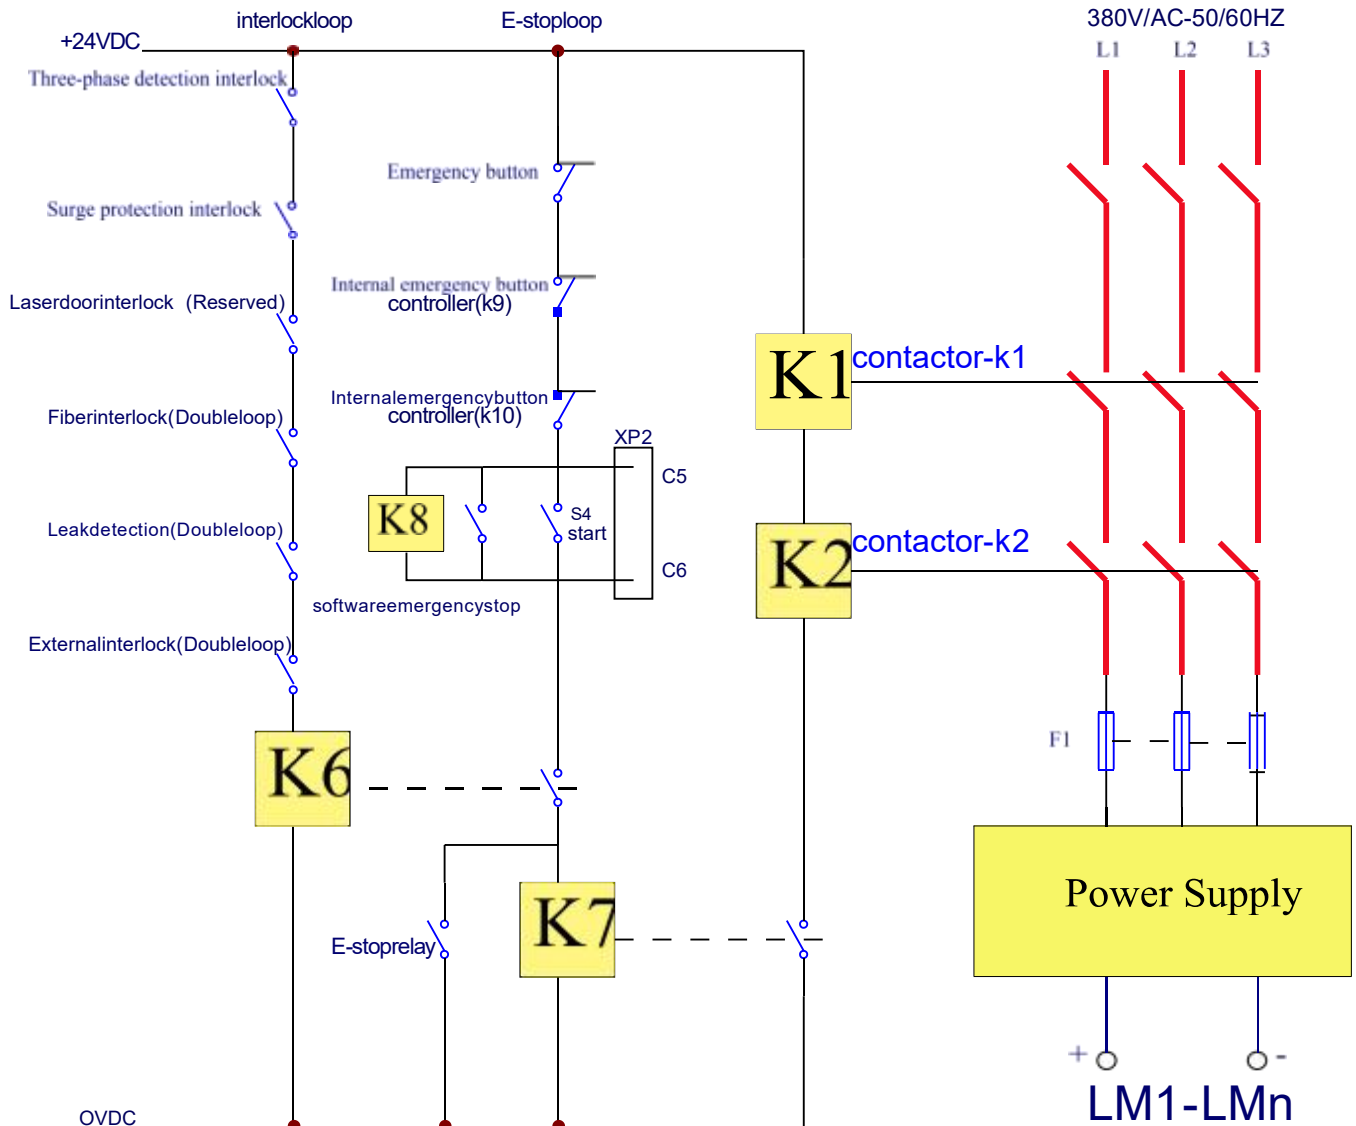 interlockloop
E-stoploop
380V/AC-50/60HZ
+24VDC
L1
L2
L3
Three-phase detection interlock
Emergency button
Surge protection interlock
Internal emergency button
controller(k9)
Laserdoorinterlock (Reserved)
K1
contactor-k1
Internalemergencybutton
controller(k10)
Fiberinterlock(Doubleloop)
XP2
C5
K8
S4
start
Leakdetection(Doubleloop)
K2
contactor-k2
C6
softwareemergencystop
Externalinterlock(Doubleloop)
K6
F1
Power Supply
K7
E-stoprelay
+
-
LM1-LMn
OVDC